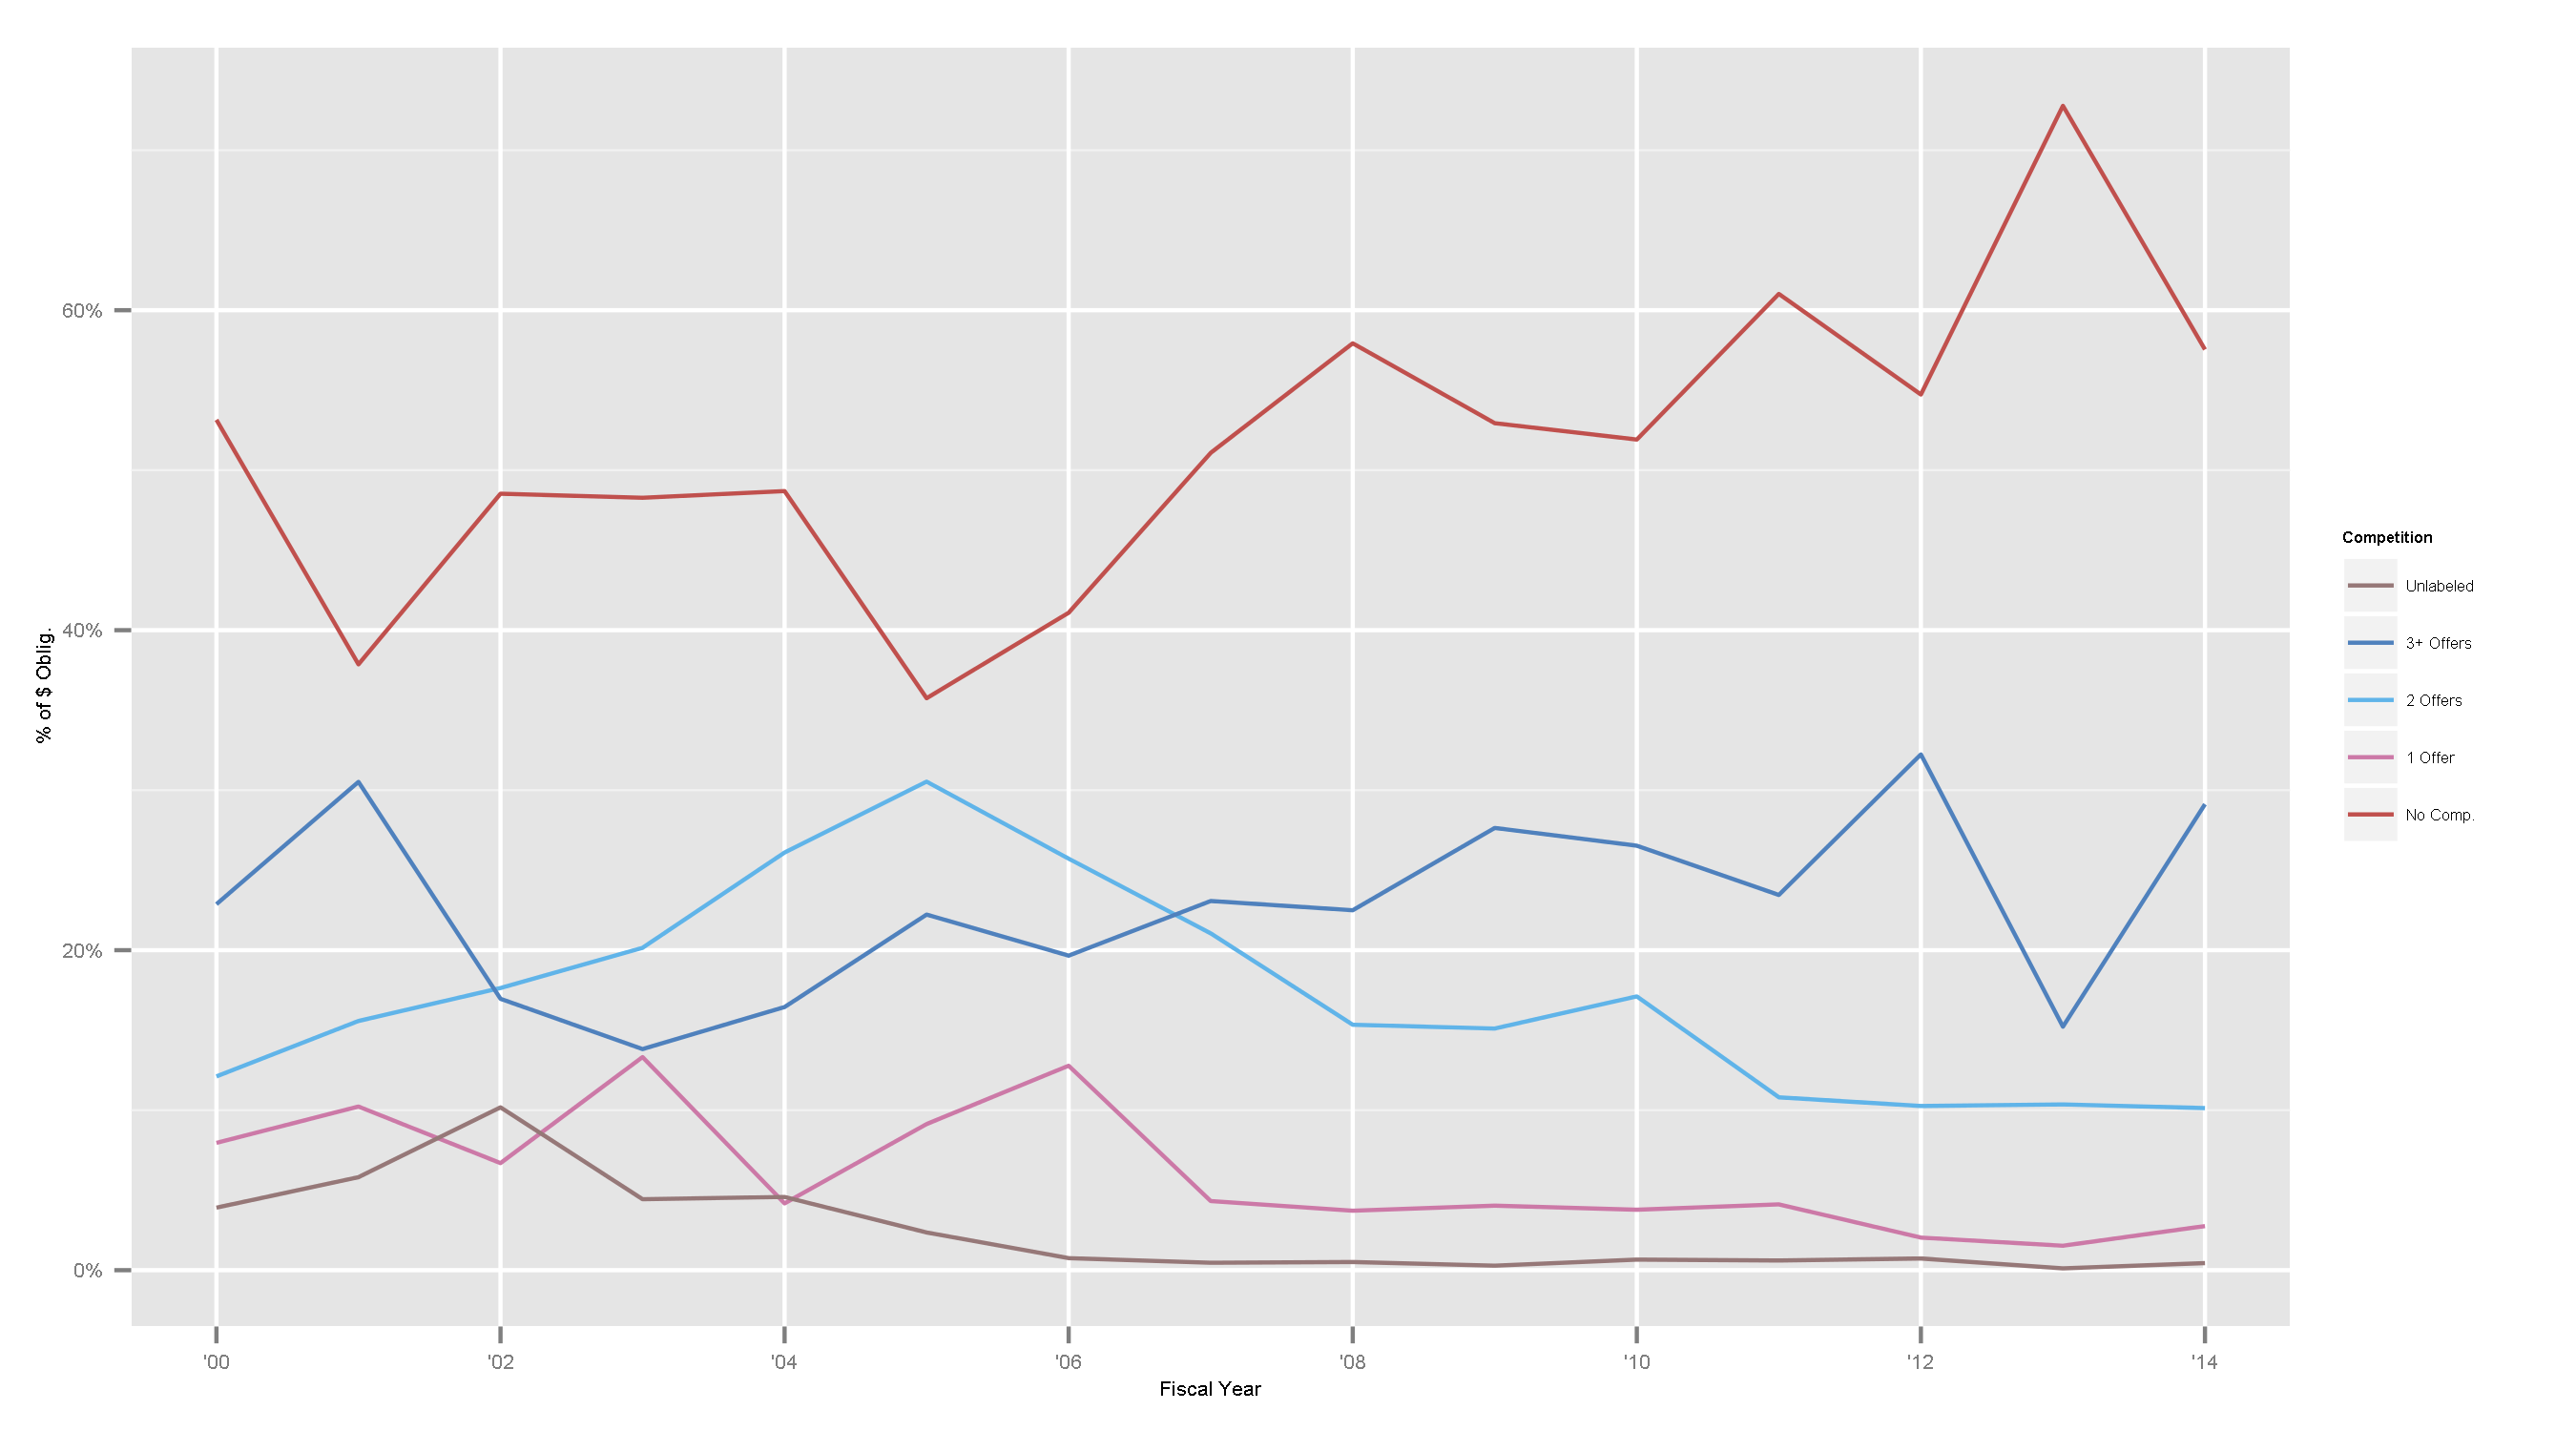 60%
40%
20%
0%
% of $ Oblig.
'00 '02 '04 '06 '08 '10 '12 '14
Fiscal Year
Competition
Unlabeled
3+ Offers
2 Offers
1 Offer
No Comp.